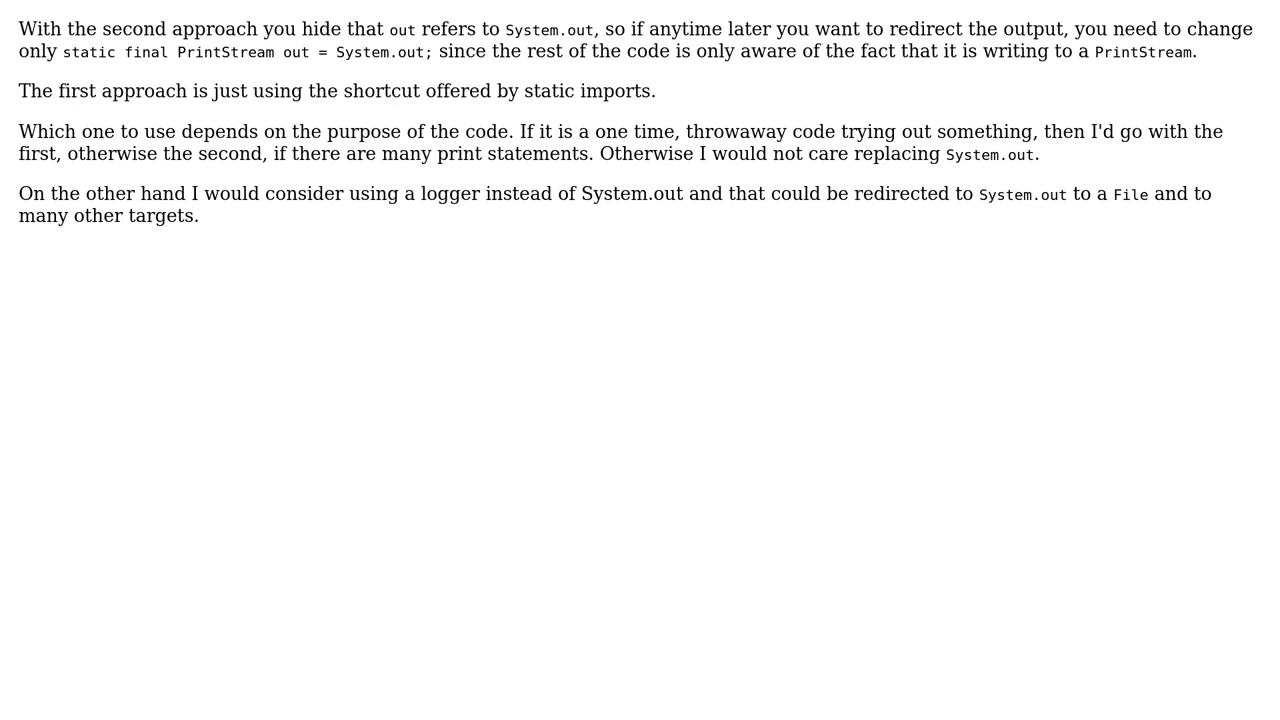 With the second approach you hide that out refers to System.out, so if anytime later you want to redirect the output, you need to change
only static final PrintStream out = System.out; since the rest of the code is only aware of the fact that it is writing to a PrintStream.
The first approach is just using the shortcut offered by static imports.
Which one to use depends on the purpose of the code. If it is a one time, throwaway code trying out something, then I'd go with the
first, otherwise the second, if there are many print statements. Otherwise I would not care replacing System.out.
On the other hand I would consider using a logger instead of System.out and that could be redirected to System.out to a File and to
many other targets.